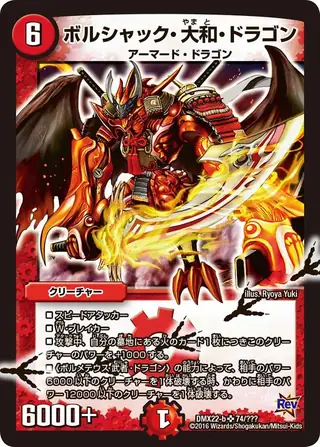 6
ボルシャック・大和・ドラゴン
やまと
アーマード・ドラゴン
illus. Ryoya Yuki
クリーチャー
■スピードアタッカー
■W・ブレイカー
■攻撃中、自分の墓地にある火のカード1枚につきこのクリー
チャーのパワーを+1000する。
■《ボルメテウス・武者・ドラゴン》の能力によって、相手のパワー
6000以下のクリーチャーを1体破壊する時、かわりに相手のパ
ワー12000以下のクリーチャーを1体破壊する。
Rev
6000+
1
DMX22-b 74/???
©2016 Wizards/Shogakukan/Mitsui-Kids